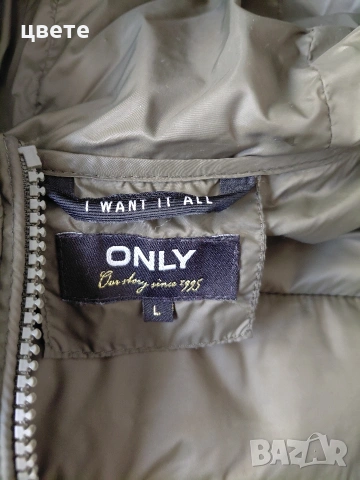 цвете
I WANT IT ALL
ONLY
Our story since 1995
L
BAZAR